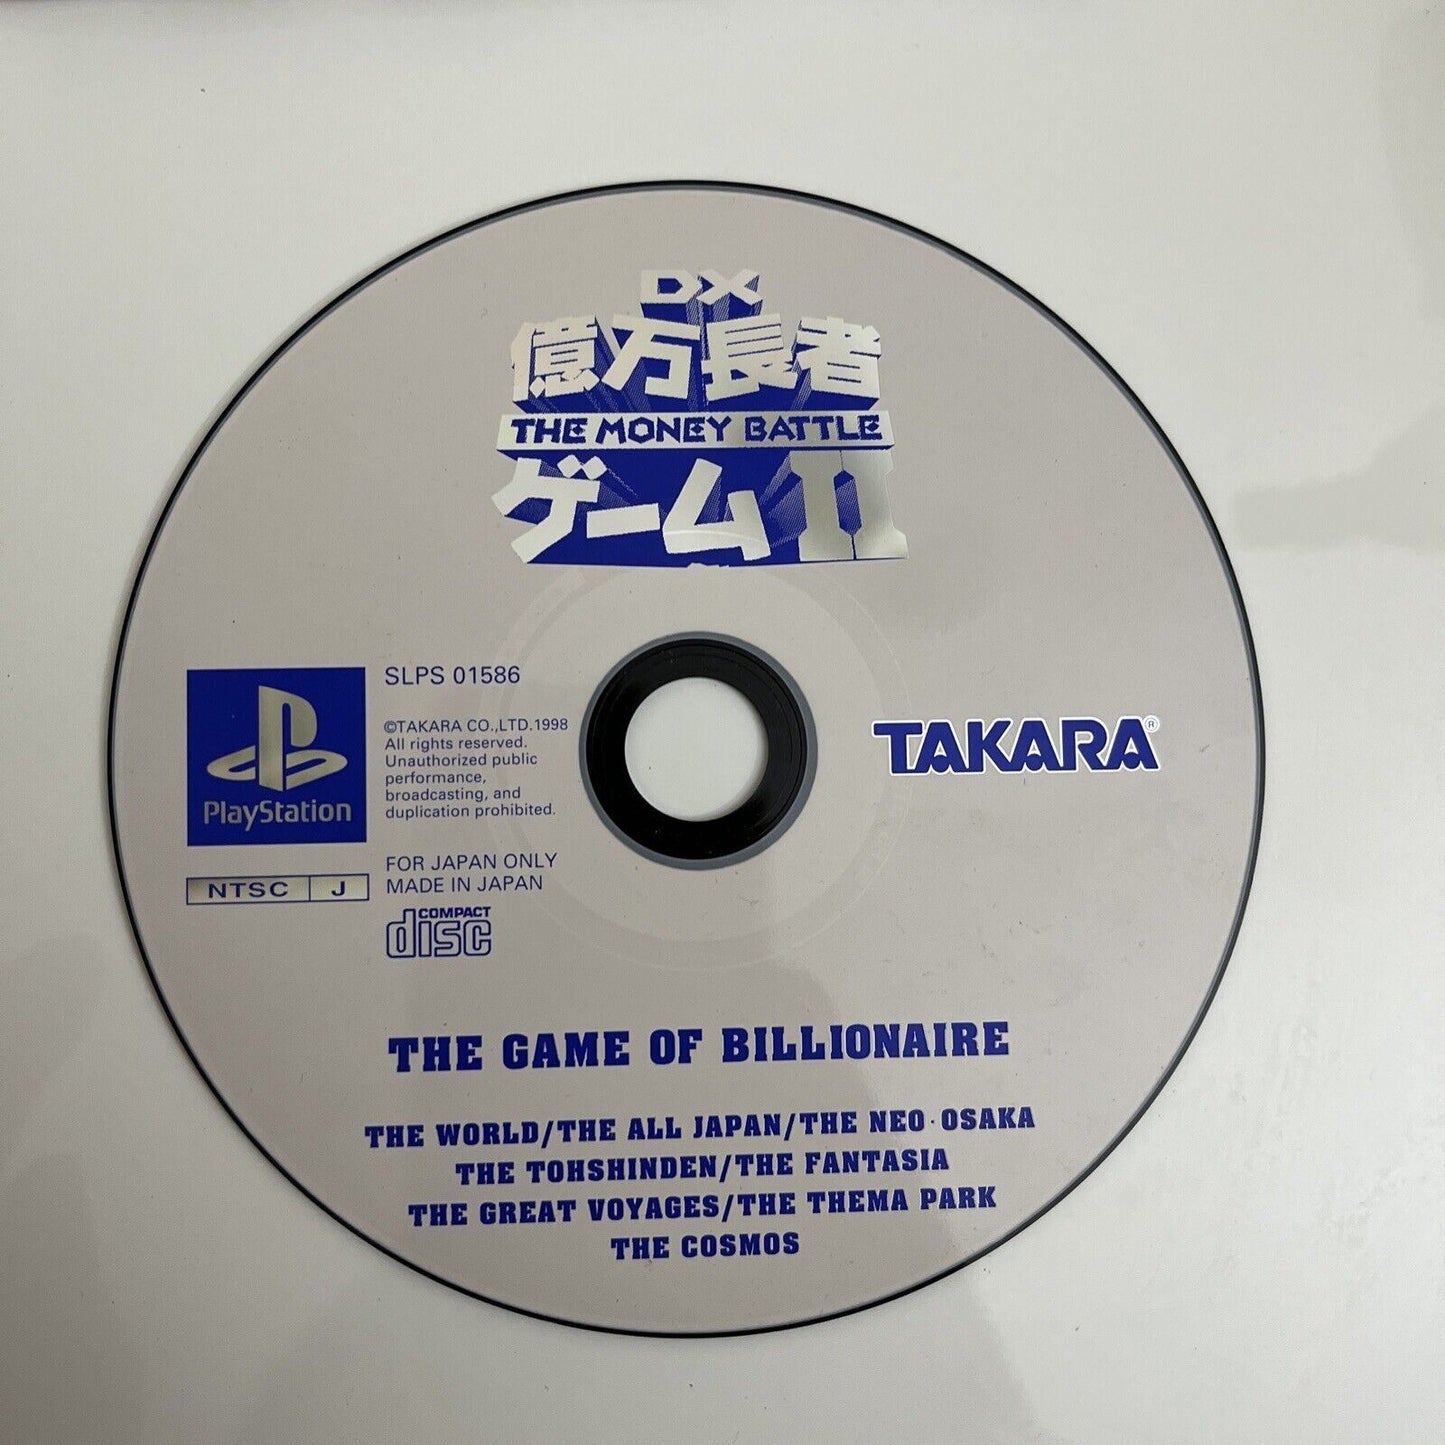 DX
億万長者
THE MONEY BATTLE
ゲームII
SLPS 01586
©TAKARA CO.,LTD.1998
All rights reserved.
Unauthorized public
performance,
broadcasting, and
duplication prohibited.
PlayStation
FOR JAPAN ONLY
MADE IN JAPAN
NTSC J
COMPACT
disc
TAKARA®
THE GAME OF BILLIONAIRE
THE WORLD/THE ALL JAPAN/THE NEO·OSAKA
THE TOHSHINDEN/THE FANTASIA
THE GREAT VOYAGES/THE THEMA PARK
THE COSMOS